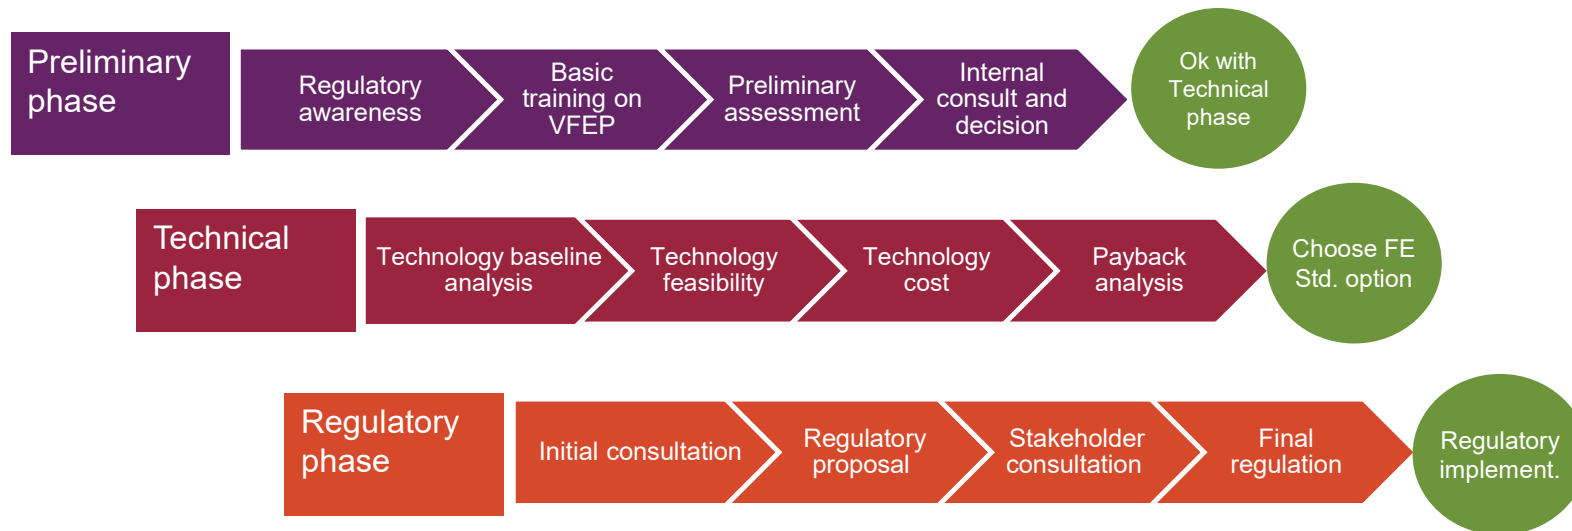 Preliminary
phase
Regulatory
awareness
Basic
training on
VFEP
Preliminary
assessment
Internal
consult and
decision
Ok with
Technical
phase
Technical
phase
Technology baseline
analysis
Technology
feasibility
Technology
cost
Payback
analysis
Choose FE
Std. option
Regulatory
phase
Initial consultation
Regulatory
proposal
Stakeholder
consultation
Final
regulation
Regulatory
implement.